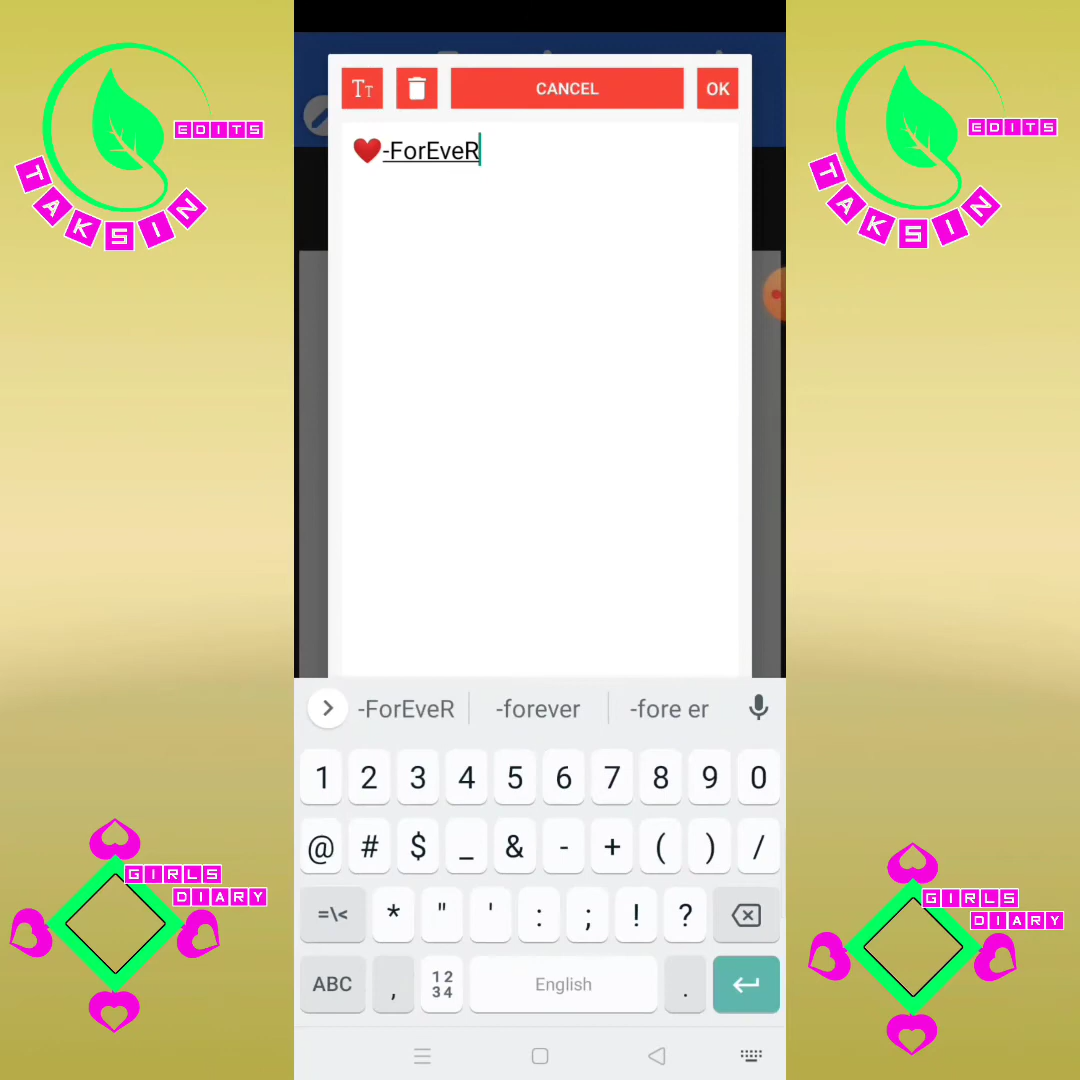 EDITS
TAKSIN
EDITS
TAKSIN
TT
CANCEL
OK
❤️-ForEveR
-ForEveR
-forever
-fore er
1 2 3 4 5 6 7 8 9 0
@ # $ _ & - + ( ) /
=\< * " ' : ; ! ?
ABC , 12 34 English .
GIRLS
DIARY
GIRLS
DIARY